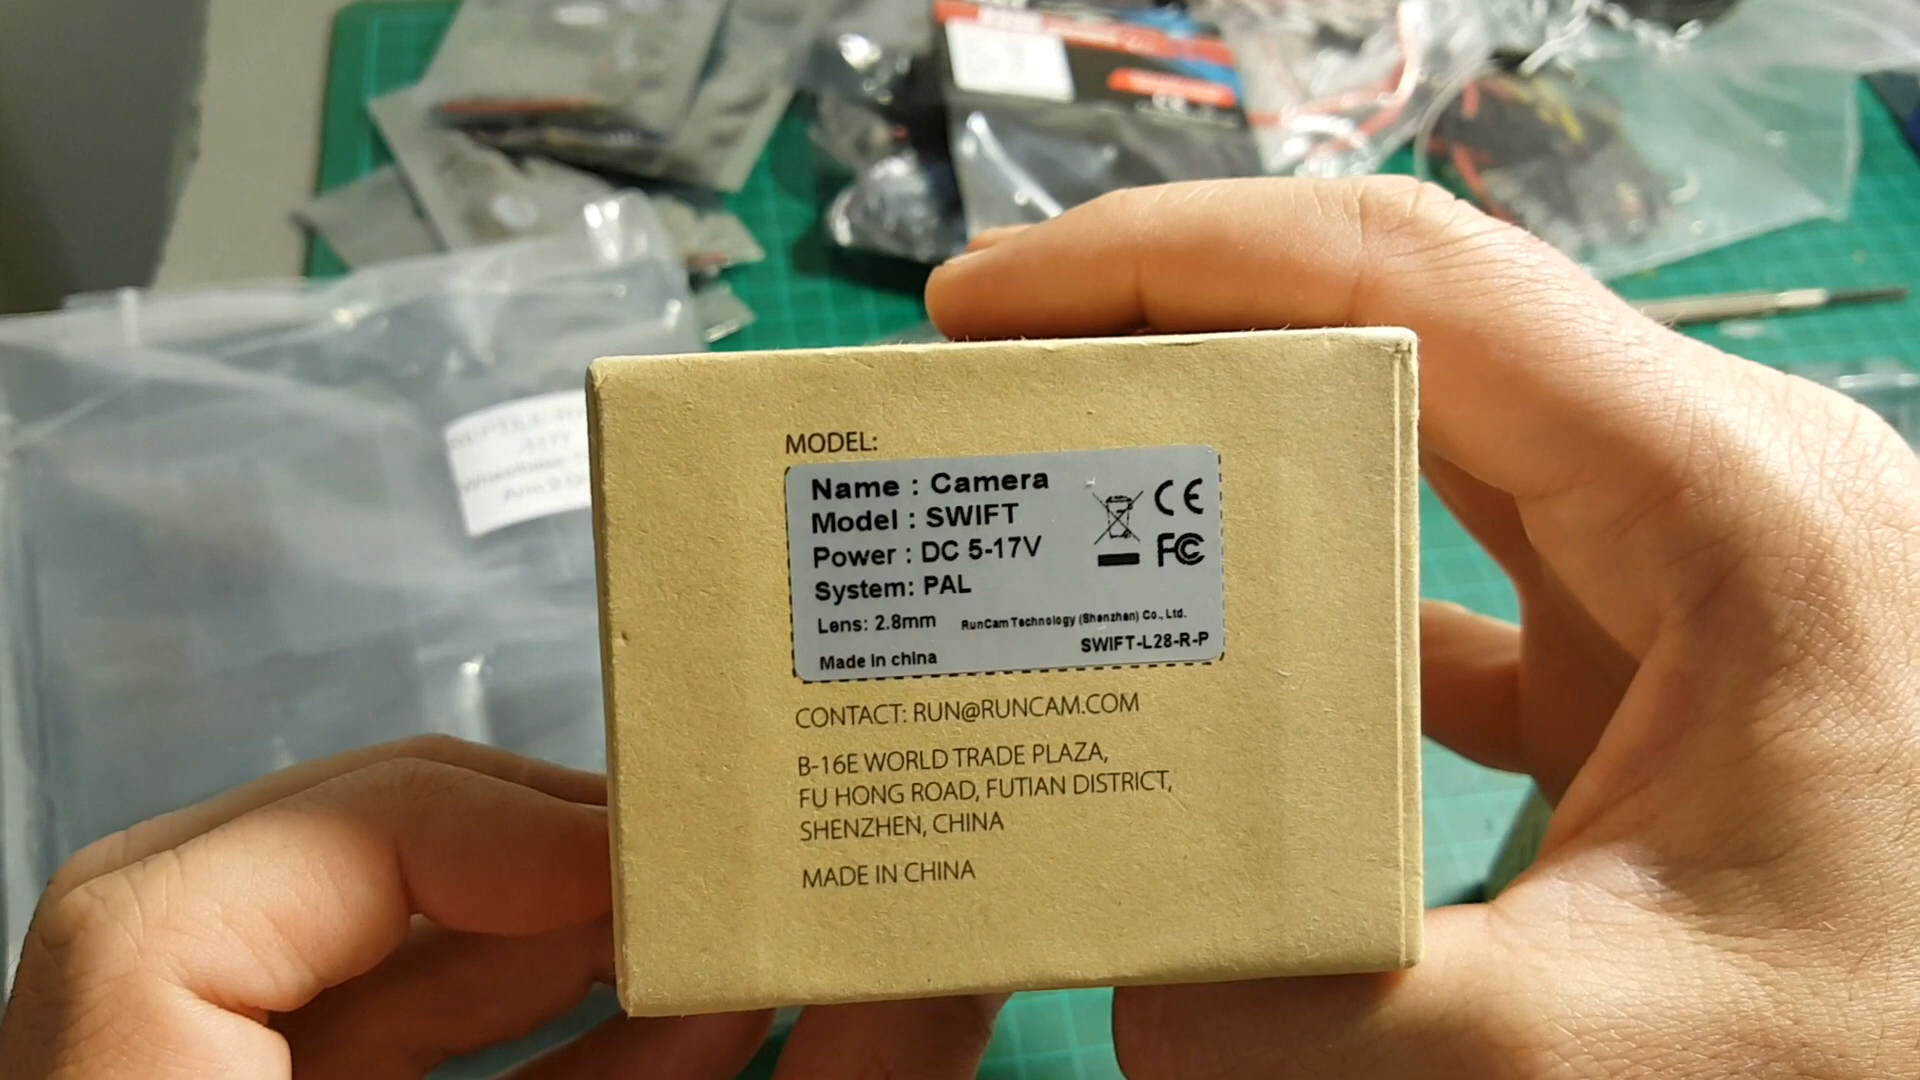 MODEL:
Name : Camera
Model : SWIFT
Power : DC 5-17V
System: PAL
Lens: 2.8mm
RunCam Technology (Shenzhen) Co., Ltd.
SWIFT-L28-R-P
Made in china
CE
FC
CONTACT: RUN@RUNCAM.COM
B-16E WORLD TRADE PLAZA,
FU HONG ROAD, FUTIAN DISTRICT,
SHENZHEN, CHINA
MADE IN CHINA
REPTILE
Wheelbase